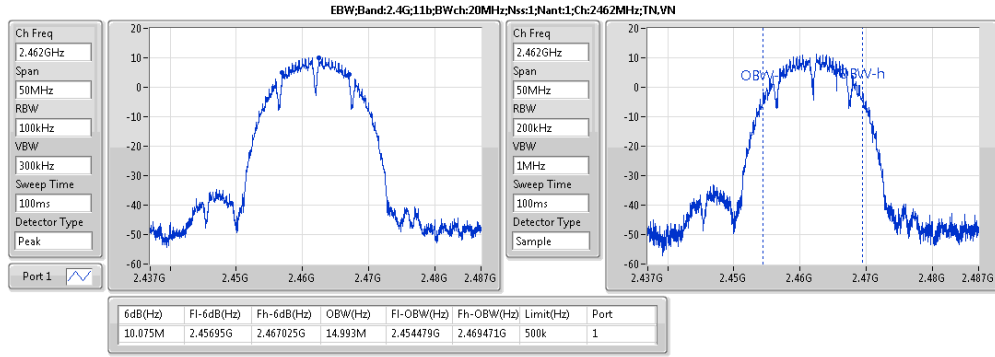 EBW;Band:2.4G;11b;BWch:20MHz;Nss:1;Nant:1;Ch:2462MHz;TN,VN
Ch Freq
2.462GHz
Span
50MHz
RBW
100kHz
VBW
300kHz
Sweep Time
100ms
Detector Type
Peak
Port 1
20
10
0
-10
-20
-30
-40
-50
-60
2.437G 2.45G 2.46G 2.47G 2.48G 2.487G
Ch Freq
2.462GHz
Span
50MHz
RBW
200kHz
VBW
1MHz
Sweep Time
100ms
Detector Type
Sample
20
10
0
-10
-20
-30
-40
-50
-60
OBW OBW-h
2.437G 2.45G 2.46G 2.47G 2.48G 2.487G
6dB(Hz) Fl-6dB(Hz) Fh-6dB(Hz) OBW(Hz) Fl-OBW(Hz) Fh-OBW(Hz) Limit(Hz) Port
10.075M 2.45695G 2.467025G 14.993M 2.454479G 2.469471G 500k 1